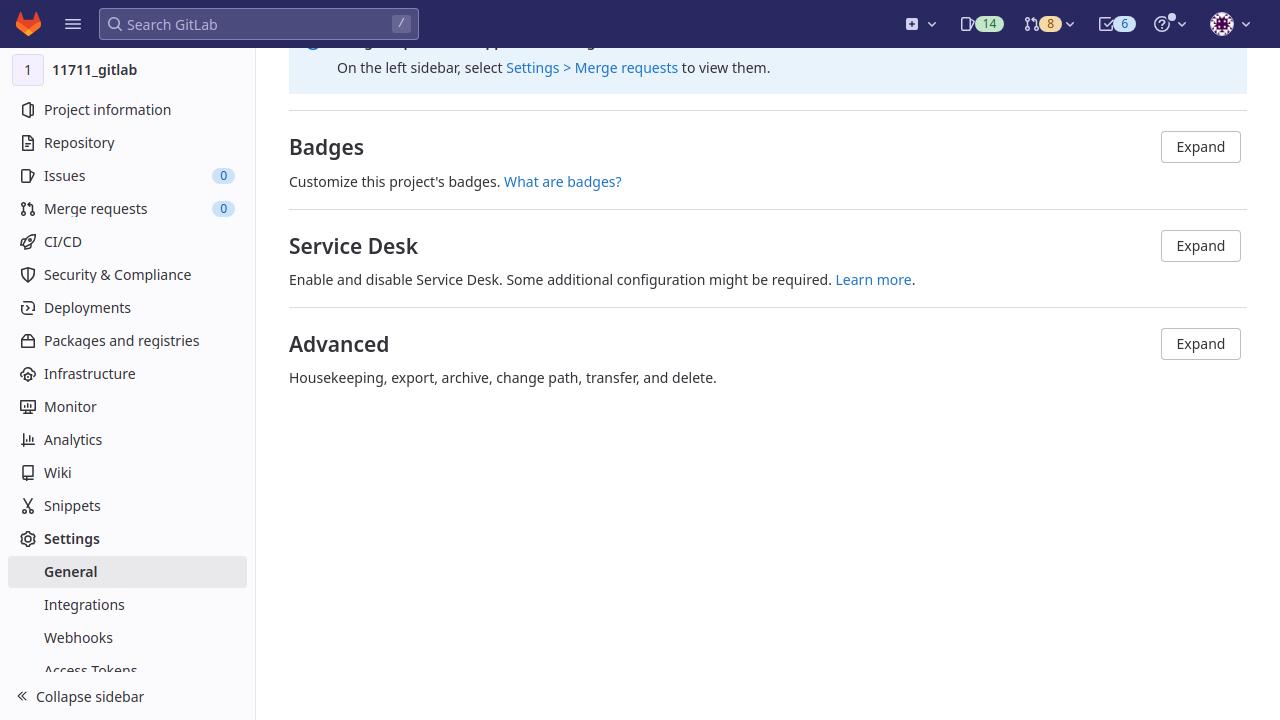 Search GitLab
/
14
8
6
1
11711_gitlab
Project information
Repository
Issues
0
Merge requests
0
CI/CD
Security & Compliance
Deployments
Packages and registries
Infrastructure
Monitor
Analytics
Wiki
Snippets
Settings
General
Integrations
Webhooks
Access Tokens
Collapse sidebar
On the left sidebar, select Settings > Merge requests to view them.
Badges
Expand
Customize this project's badges. What are badges?
Service Desk
Expand
Enable and disable Service Desk. Some additional configuration might be required. Learn more.
Advanced
Expand
Housekeeping, export, archive, change path, transfer, and delete.